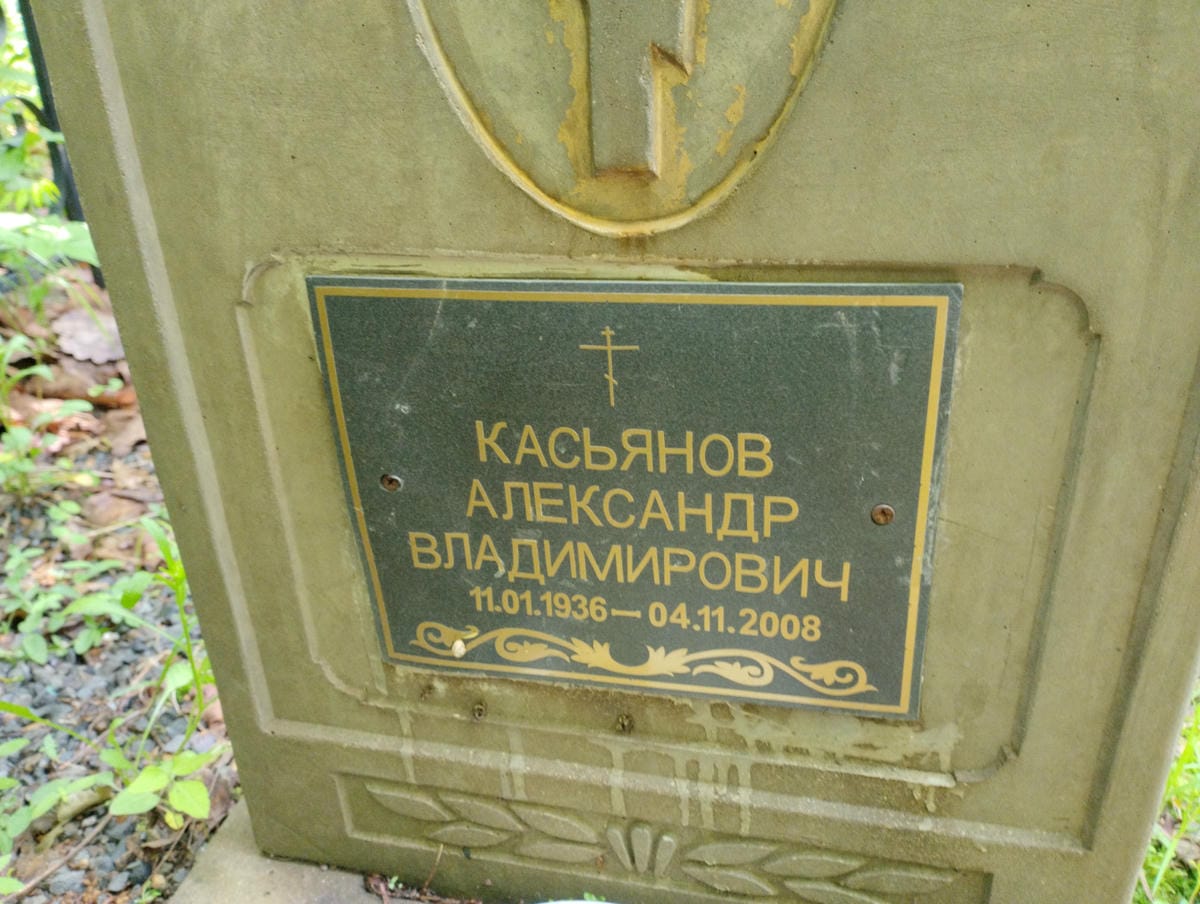 КАСЬЯНОВ
АЛЕКСАНДР
ВЛАДИМИРОВИЧ
11.01.1936—04.11.2008